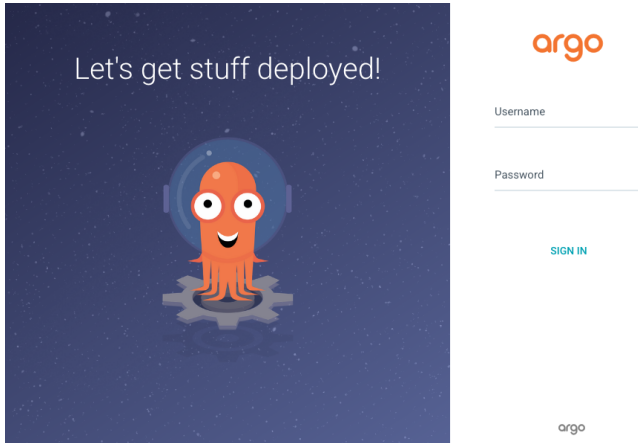 Let's get stuff deployed!
argo
Username
Password
SIGN IN
argo